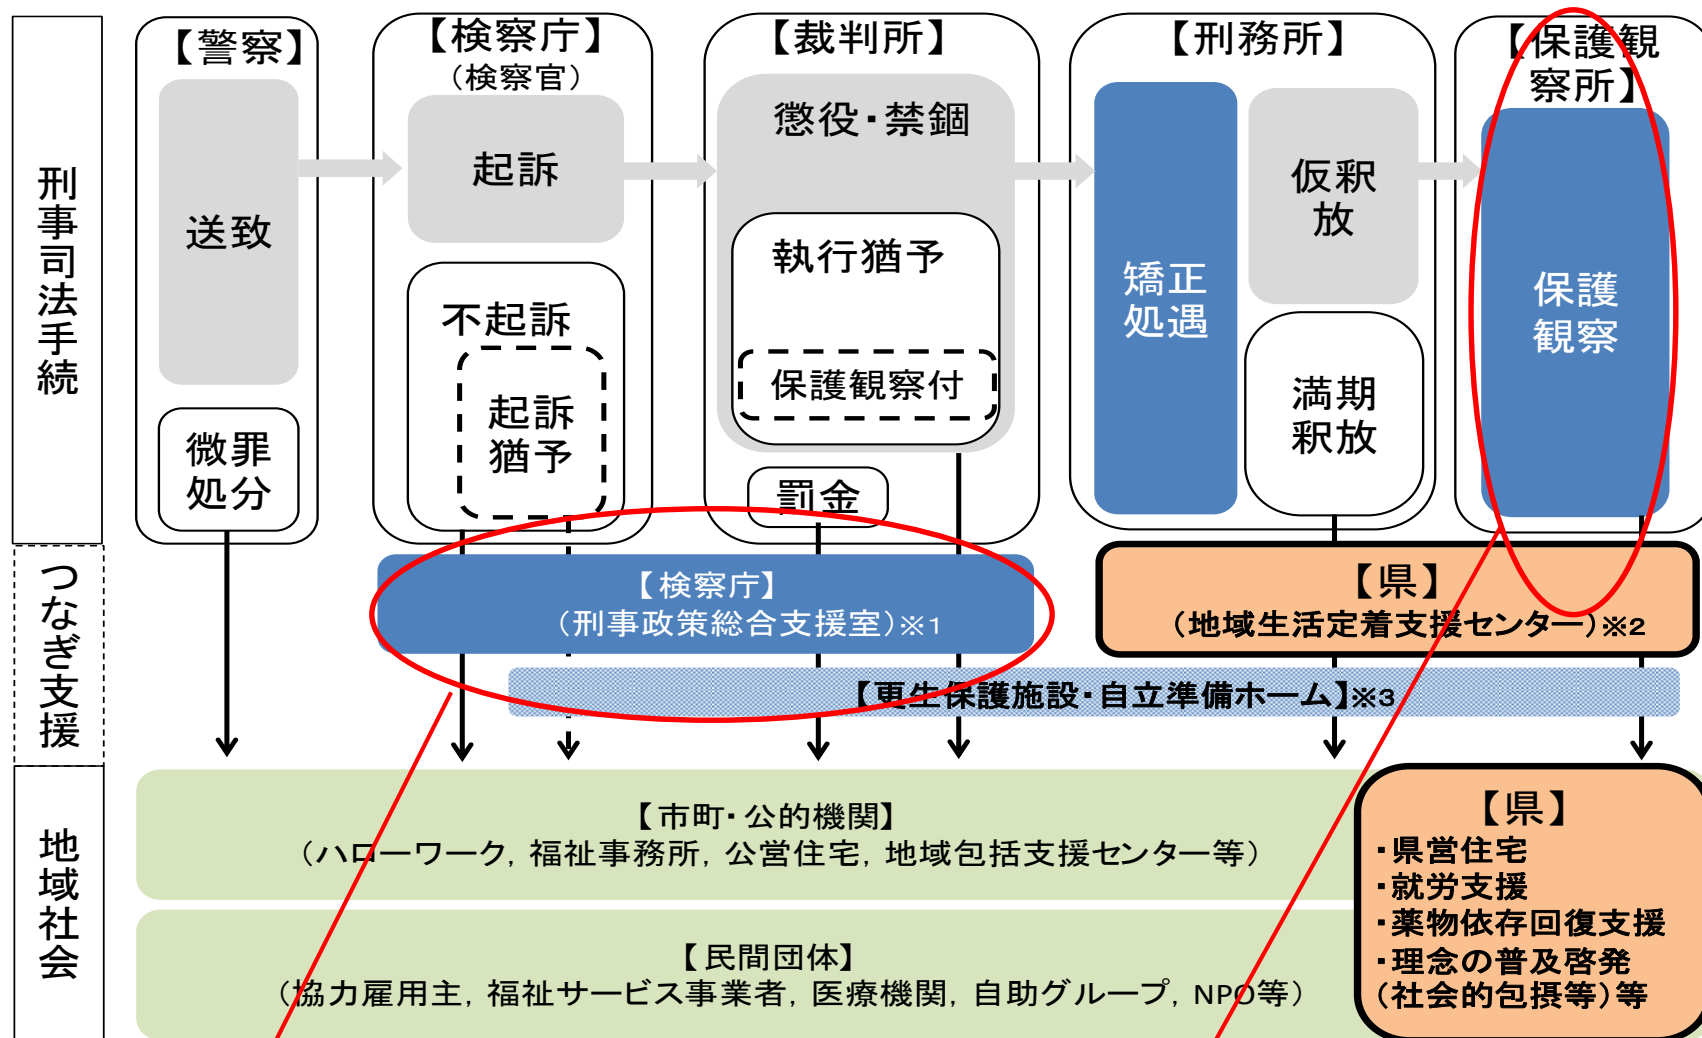 刑事司法手続
【警察】
送致
微罪
処分
【検察庁】
（検察官）
起訴
不起訴
起訴
猶予
【裁判所】
懲役・禁錮
執行猶予
保護観察付
罰金
【刑務所】
矯正
処遇
仮釈
放
満期
釈放
【保護観
察所】
保護
観察
つなぎ支援
【検察庁】
（刑事政策総合支援室）※1
【県】
（地域生活定着支援センター）※2
【更生保護施設・自立準備ホーム】※3
地域社会
【市町・公的機関】
（ハローワーク，福祉事務所，公営住宅，地域包括支援センター等）
【民間団体】
（協力雇用主，福祉サービス事業者，医療機関，自助グループ，NPO等）
【県】
・県営住宅
・就労支援
・薬物依存回復支援
・理念の普及啓発
（社会的包摂等）等